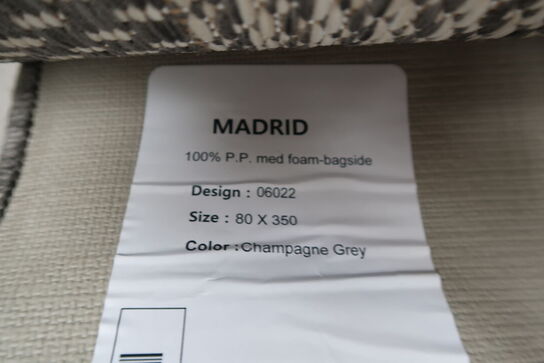 MADRID
100% P.P. med foam-bagside
Design : 06022
Size : 80 X 350
Color :Champagne Grey